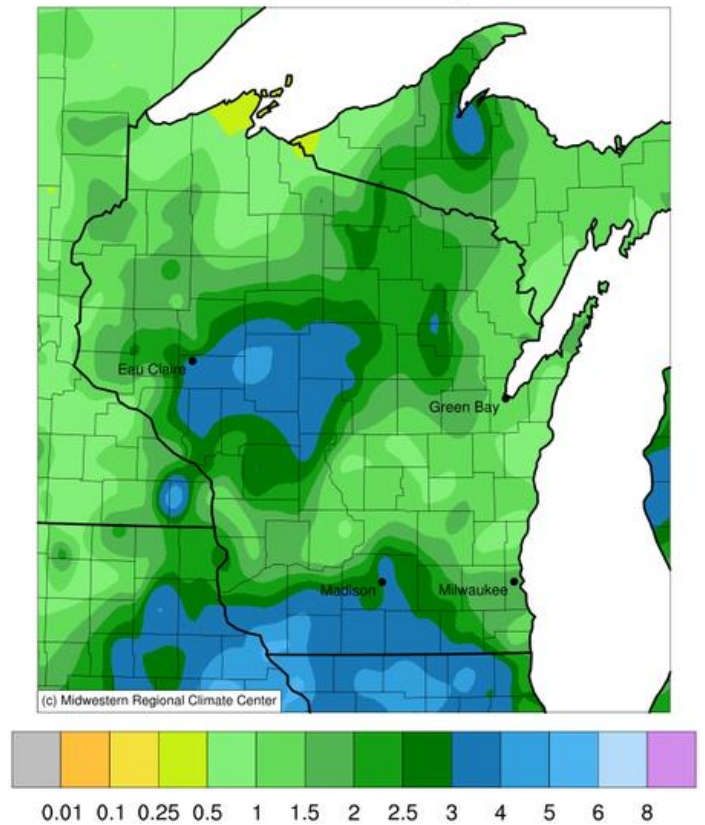 Eau Claire
Green Bay
Madison
Milwaukee
(c) Midwestern Regional Climate Center
0.01 0.1 0.25 0.5 1 1.5 2 2.5 3 4 5 6 8